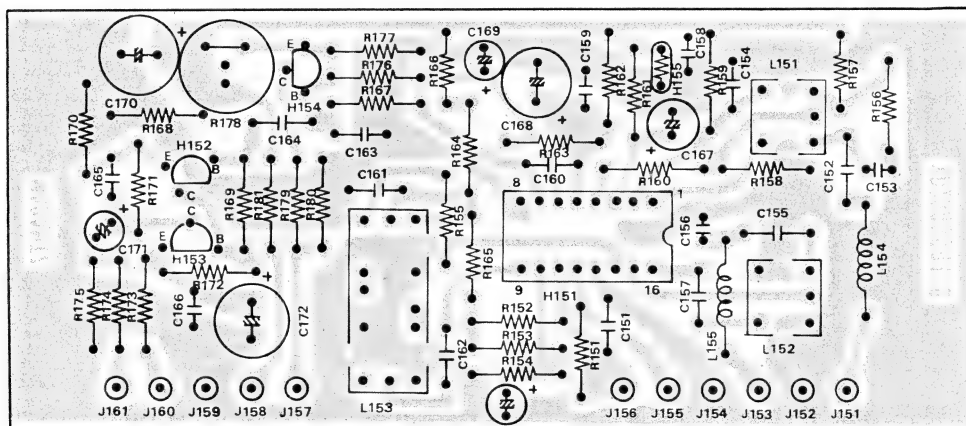 C170
+
R178
E
C
B
H154
R177
R176
R167
R166
C169
+
C168
+
C159
R162
R161
H155
C158
R159
C154
L151
R157
R156
R170
R168
C164
C163
R164
R163
C160
C167
+
R160
R158
C152
C153
C165
R171
E
H152
B
C
C
E
B
H153
C171
+
R169
R181
R179
R180
C161
R155
R165
8
1
9
16
H151
C156
C155
L154
R175
R174
R173
R172
C166
+
C172
L153
C162
R152
R153
R154
+
R151
C151
C157
L155
L152
J161
J160
J159
J158
J157
J156
J155
J154
J153
J152
J151